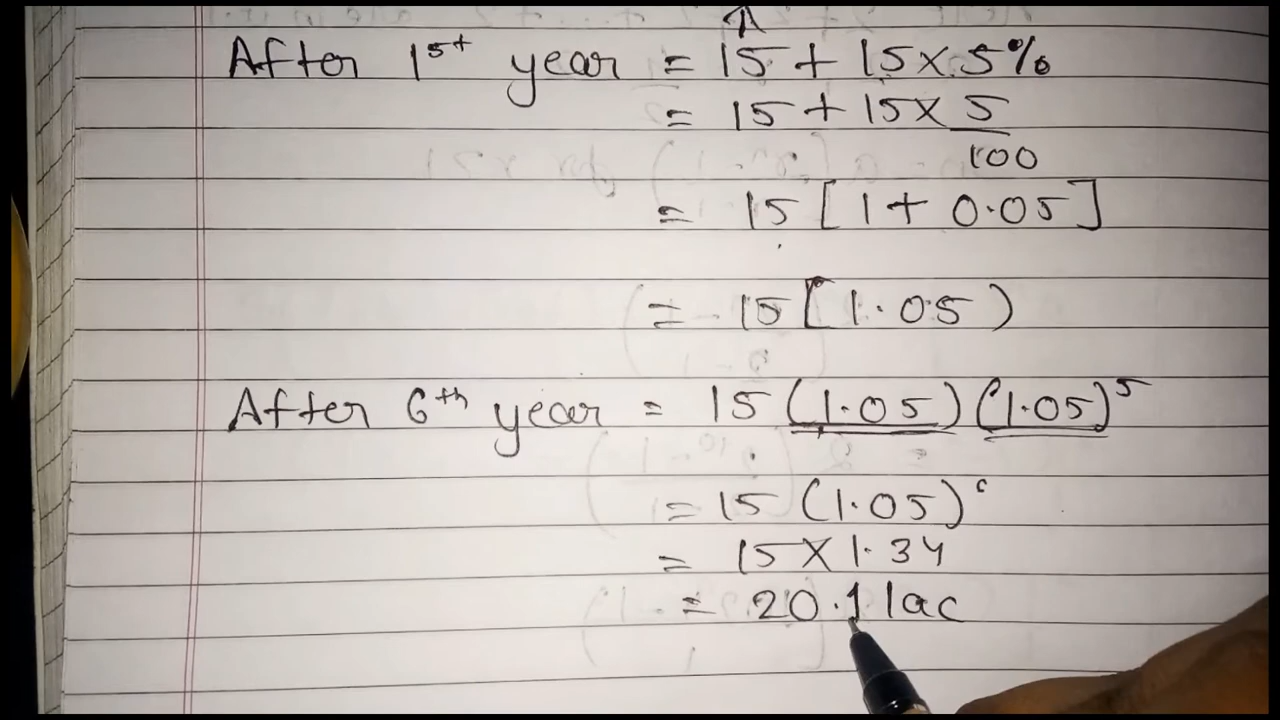 After 1st year = 15 + 15 x 5%
= 15 + 15 x 5/100
= 15 [ 1 + 0.05 ]
= 15 [ 1.05 )
After 6th year = 15 (1.05) (1.05)^5
= 15 (1.05)^6
= 15 X 1.34
= 20.1 lac